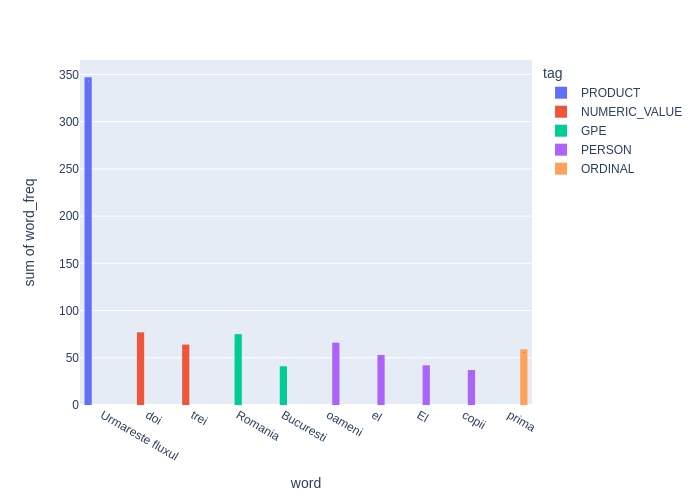 tag
PRODUCT
NUMERIC_VALUE
GPE
PERSON
ORDINAL
sum of word_freq
350
300
250
200
150
100
50
0
Urmareste fluxul
doi
trei
Romania
Bucuresti
oameni
el
El
copii
prima
word